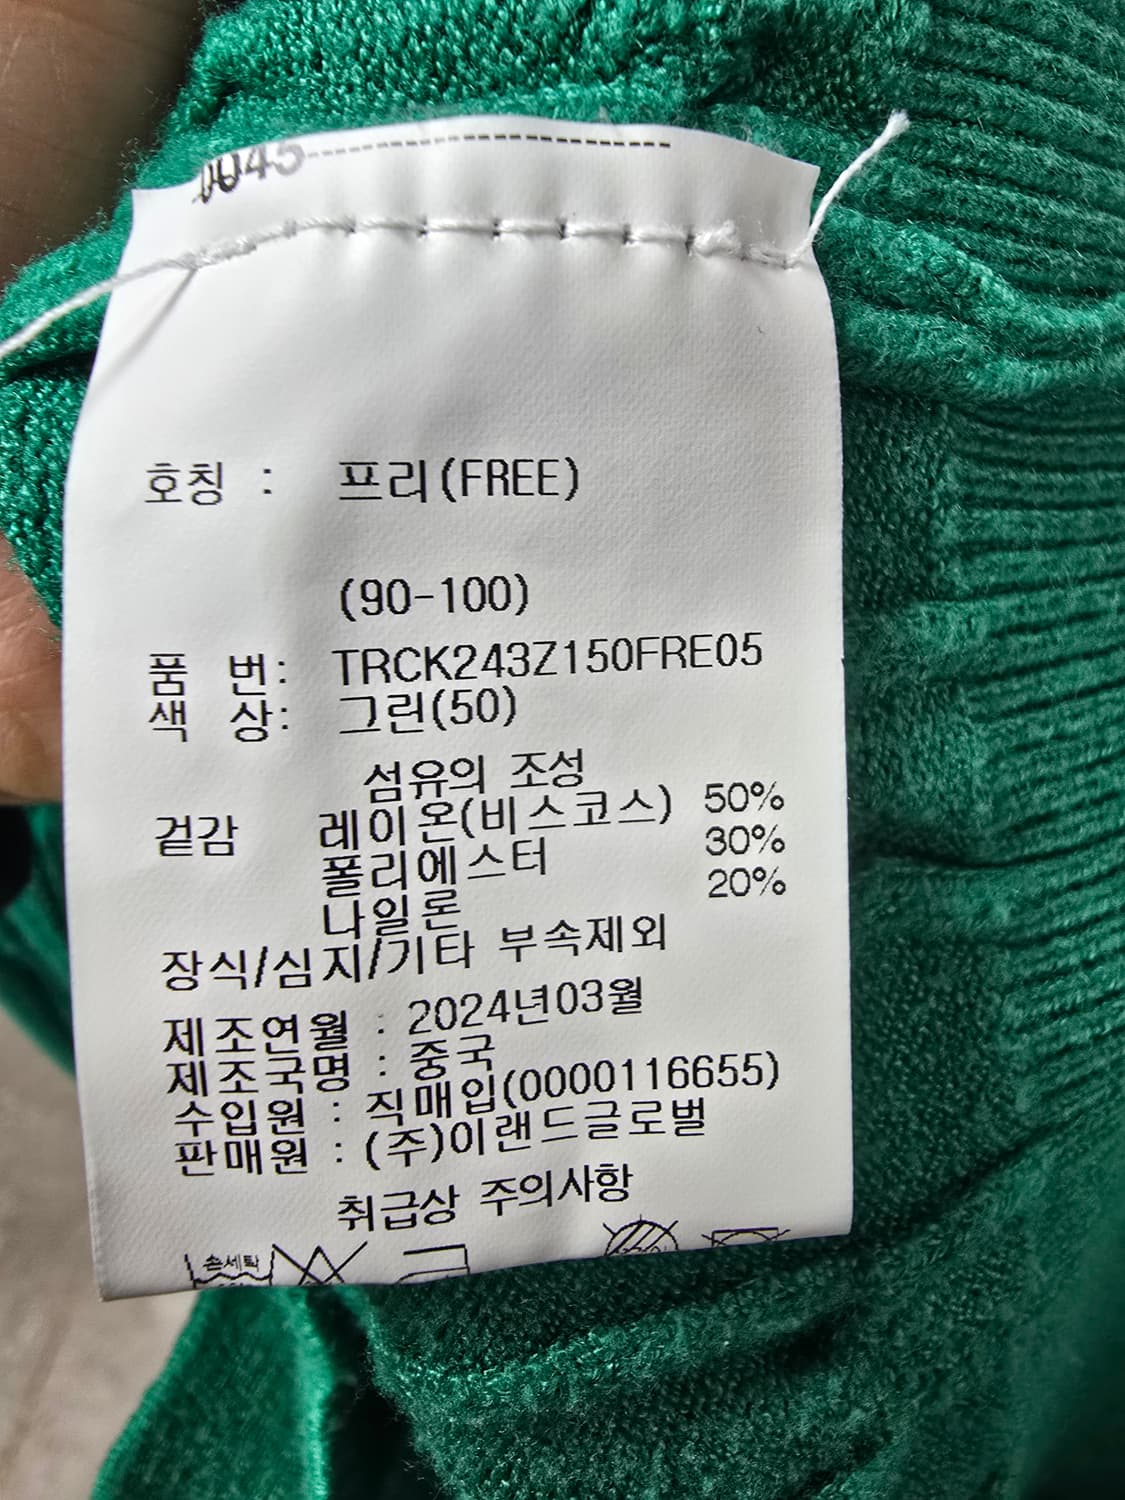 0045--------------------
호칭 : 프리(FREE)
(90-100)
품 번: TRCK243Z150FRE05
색 상: 그린(50)
섬유의 조성
겉감 레이온(비스코스) 50%
폴리에스터 30%
나일론 20%
장식/심지/기타 부속제외
제조연월 : 2024년03월
제조국명 : 중국
수입원 : 직매입(0000116655)
판매원 : (주)이랜드글로벌
취급상 주의사항
손세탁